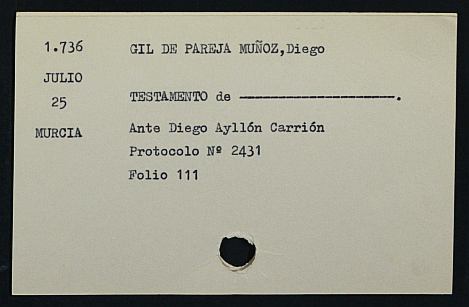 1.736 GIL DE PAREJA MUÑOZ,Diego
JULIO
25 TESTAMENTO de --------------------.
MURCIA Ante Diego Ayllón Carrión
Protocolo Nº 2431
Folio 111